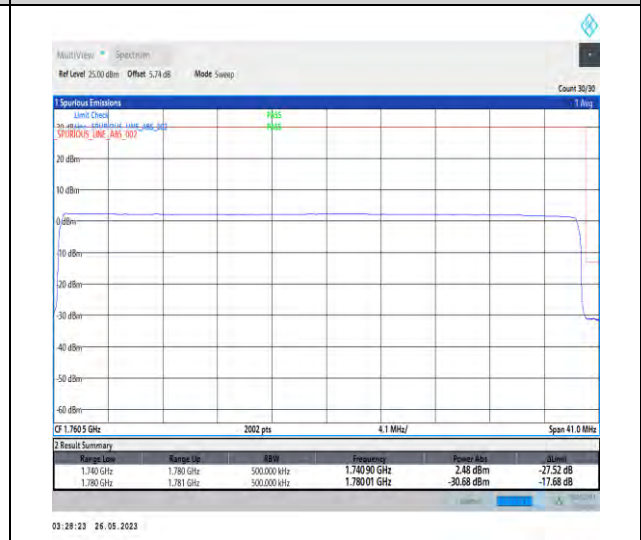 MultiView Spectrum
Ref Level 25.00 dBm Offset 5.74 dB Mode Sweep
Count 30/30
1 Spurious Emissions 1 Avg
Limit Check PASS
SPURIOUS_LINE_ABS_002 PASS
SPURIOUS_LINE_ABS_002
20 dBm
10 dBm
0 dBm
-10 dBm
-20 dBm
-30 dBm
-40 dBm
-50 dBm
-60 dBm
CF 1.760 5 GHz 2002 pts 4.1 MHz/ Span 41.0 MHz
2 Result Summary
Range Low Range Up RBW Frequency Power Abs ΔLimit
1.740 GHz 1.780 GHz 500.000 kHz 1.740 90 GHz 2.48 dBm -27.52 dB
1.780 GHz 1.781 GHz 500.000 kHz 1.780 01 GHz -30.68 dBm -17.68 dB
03:28:23 26.05.2023